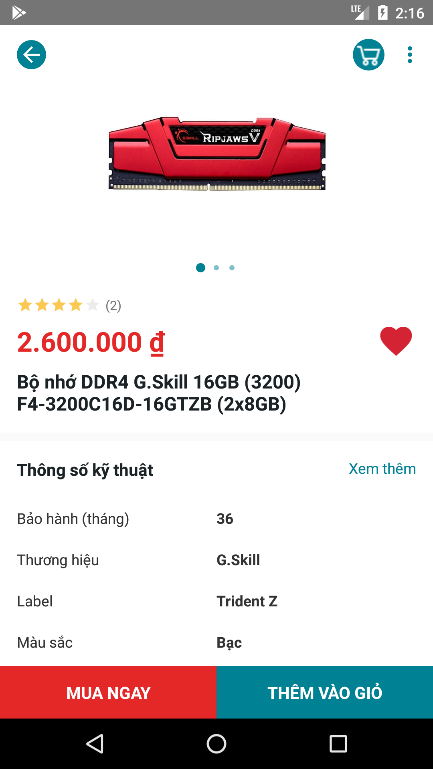 LTE 2:16
G.SKILL RIPJAWS V DDR4
(2)
2.600.000 ₫
Bộ nhớ DDR4 G.Skill 16GB (3200)
F4-3200C16D-16GTZB (2x8GB)
Thông số kỹ thuật Xem thêm
Bảo hành (tháng) 36
Thương hiệu G.Skill
Label Trident Z
Màu sắc Bạc
MUA NGAY THÊM VÀO GIỎ